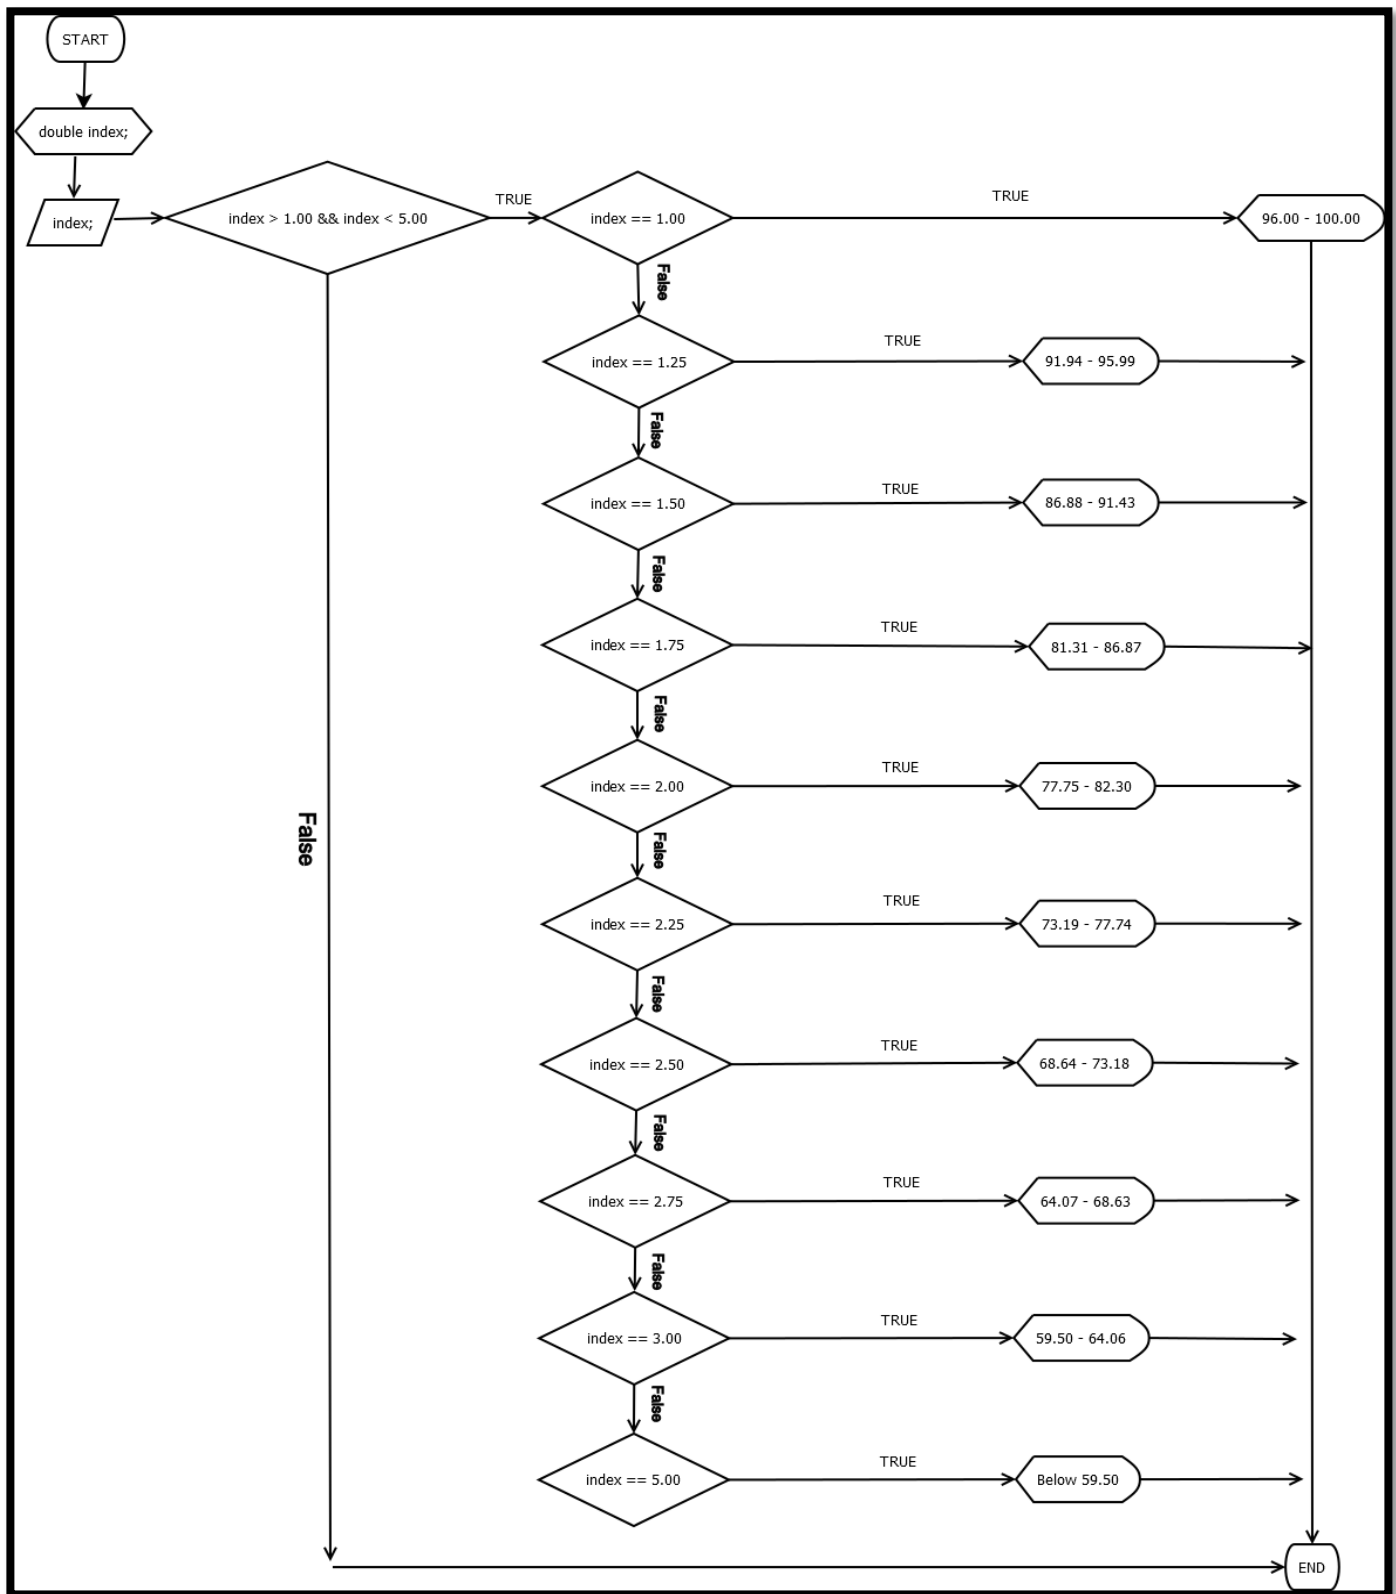 START
double index;
index;
index > 1.00 && index < 5.00
TRUE
index == 1.00
TRUE
96.00 - 100.00
False
index == 1.25
TRUE
91.94 - 95.99
False
index == 1.50
TRUE
86.88 - 91.43
False
index == 1.75
TRUE
81.31 - 86.87
False
index == 2.00
TRUE
77.75 - 82.30
False
False
index == 2.25
TRUE
73.19 - 77.74
False
index == 2.50
TRUE
68.64 - 73.18
False
index == 2.75
TRUE
64.07 - 68.63
False
index == 3.00
TRUE
59.50 - 64.06
False
index == 5.00
TRUE
Below 59.50
END